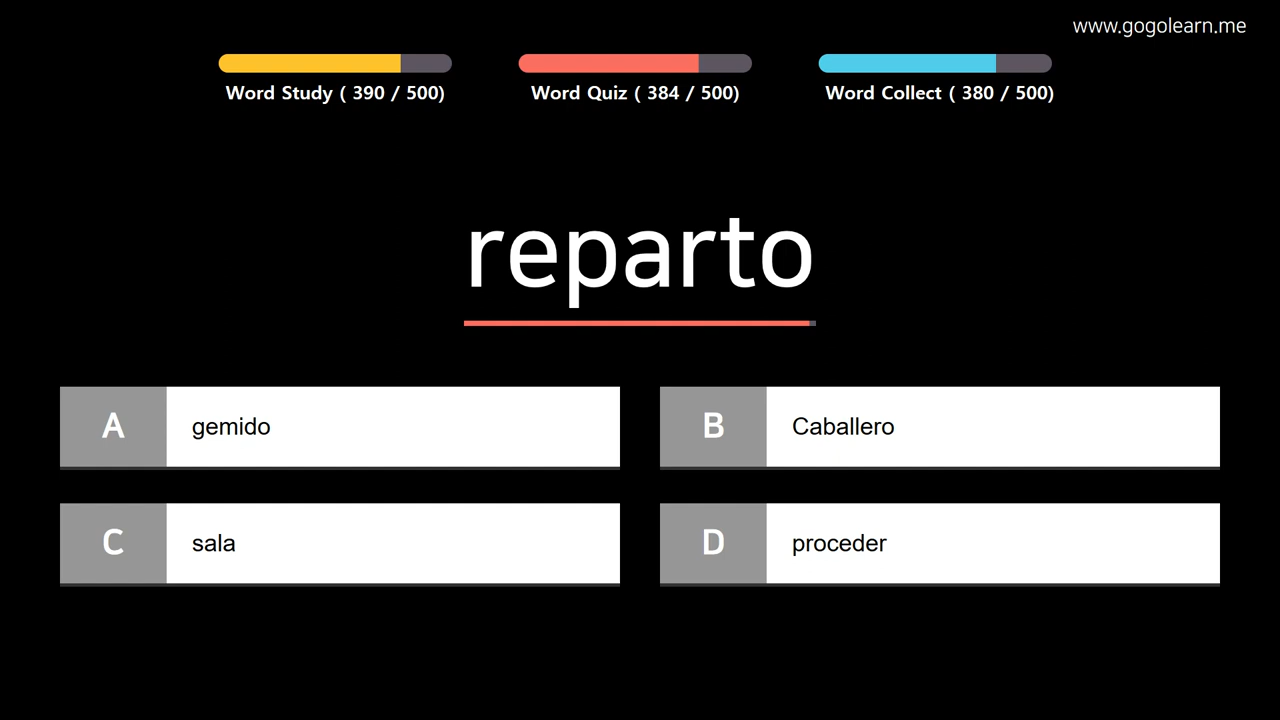 www.gogolearn.me
Word Study ( 390 / 500)
Word Quiz ( 384 / 500)
Word Collect ( 380 / 500)
reparto
A gemido
B Caballero
C sala
D proceder